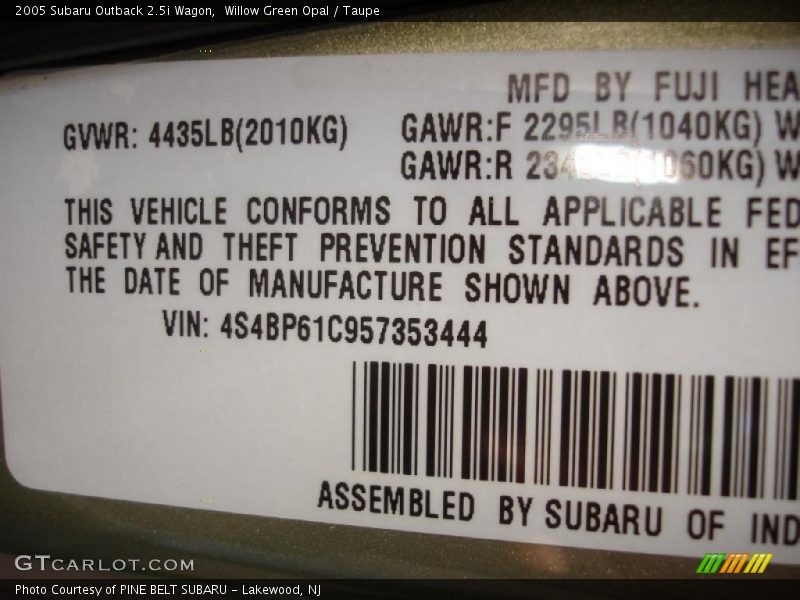 2005 Subaru Outback 2.5i Wagon,  Willow Green Opal / Taupe
MFD BY FUJI HEA
GVWR: 4435LB(2010KG)
GAWR:F 2295LB(1040KG) W
GAWR:R (1060KG) W
THIS VEHICLE CONFORMS TO ALL APPLICABLE FED
SAFETY AND THEFT PREVENTION STANDARDS IN EF
THE DATE OF MANUFACTURE SHOWN ABOVE.
VIN: 4S4BP61C957353444
ASSEMBLED BY SUBARU OF IND
GTCARLOT.COM
Photo Courtesy of PINE BELT SUBARU - Lakewood, NJ